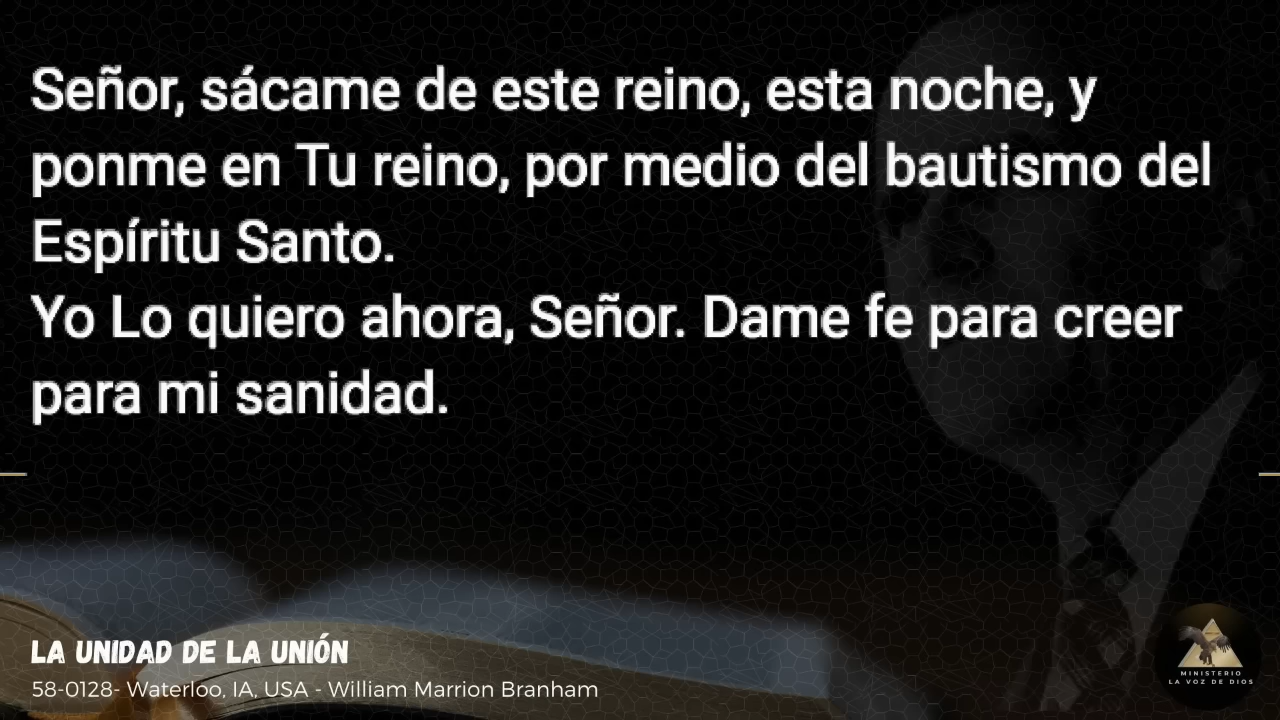 Señor, sácame de este reino, esta noche, y
ponme en Tu reino, por medio del bautismo del
Espíritu Santo.
Yo Lo quiero ahora, Señor. Dame fe para creer
para mi sanidad.
LA UNIDAD DE LA UNIÓN
58-0128- Waterloo, IA, USA - William Marrion Branham
MINISTERIO
LA VOZ DE DIOS